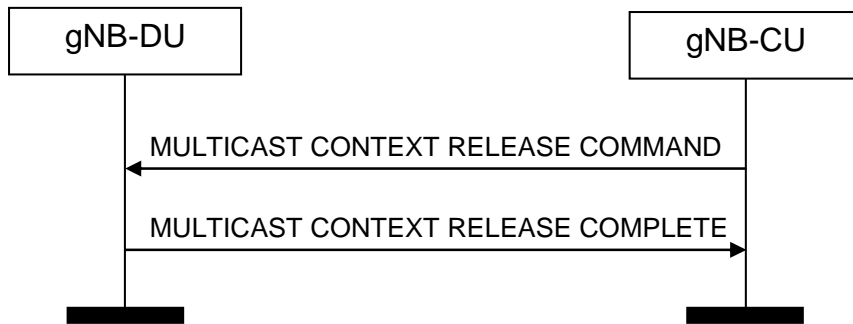 gNB-DU
gNB-CU
MULTICAST CONTEXT RELEASE COMMAND
MULTICAST CONTEXT RELEASE COMPLETE